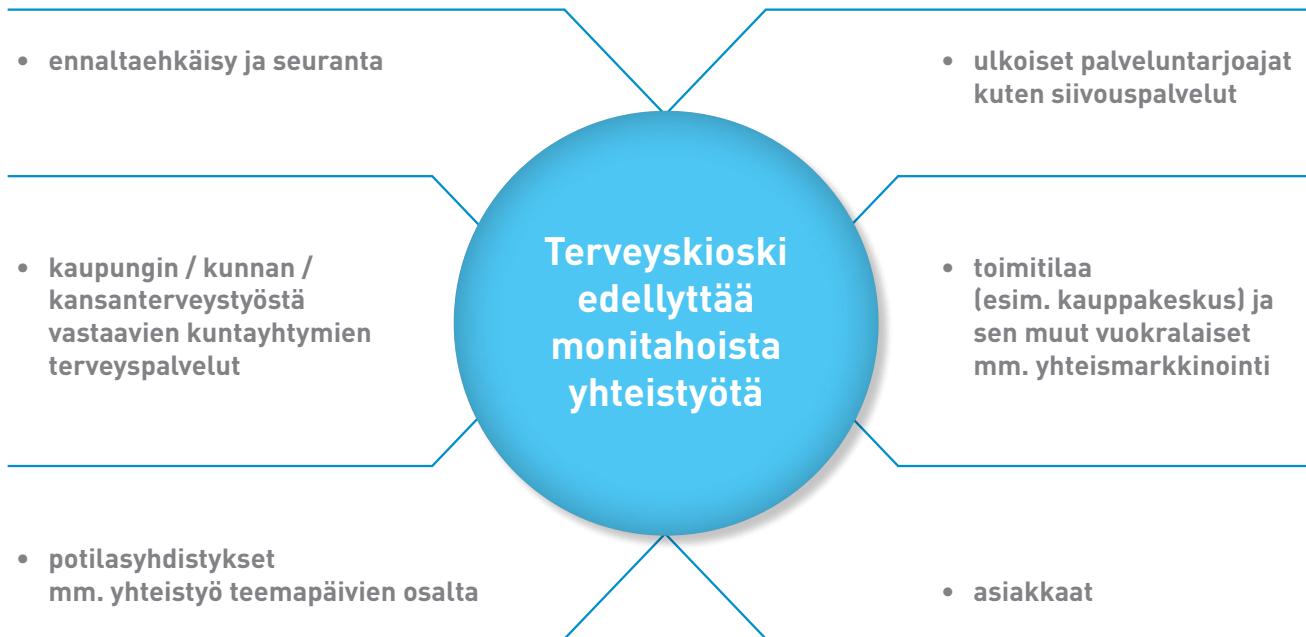 • ennaltaehkäisy ja seuranta
• kaupungin / kunnan /
kansanterveystyöstä
vastaavien kuntayhtymien
terveyspalvelut
• potilasyhdistykset
mm. yhteistyö teemapäivien osalta
Terveyskioski
edellyttää
monitahoista
yhteistyötä
• ulkoiset palveluntarjoajat
kuten siivouspalvelut
• toimitilaa
(esim. kauppakeskus) ja
sen muut vuokralaiset
mm. yhteismarkkinointi
• asiakkaat